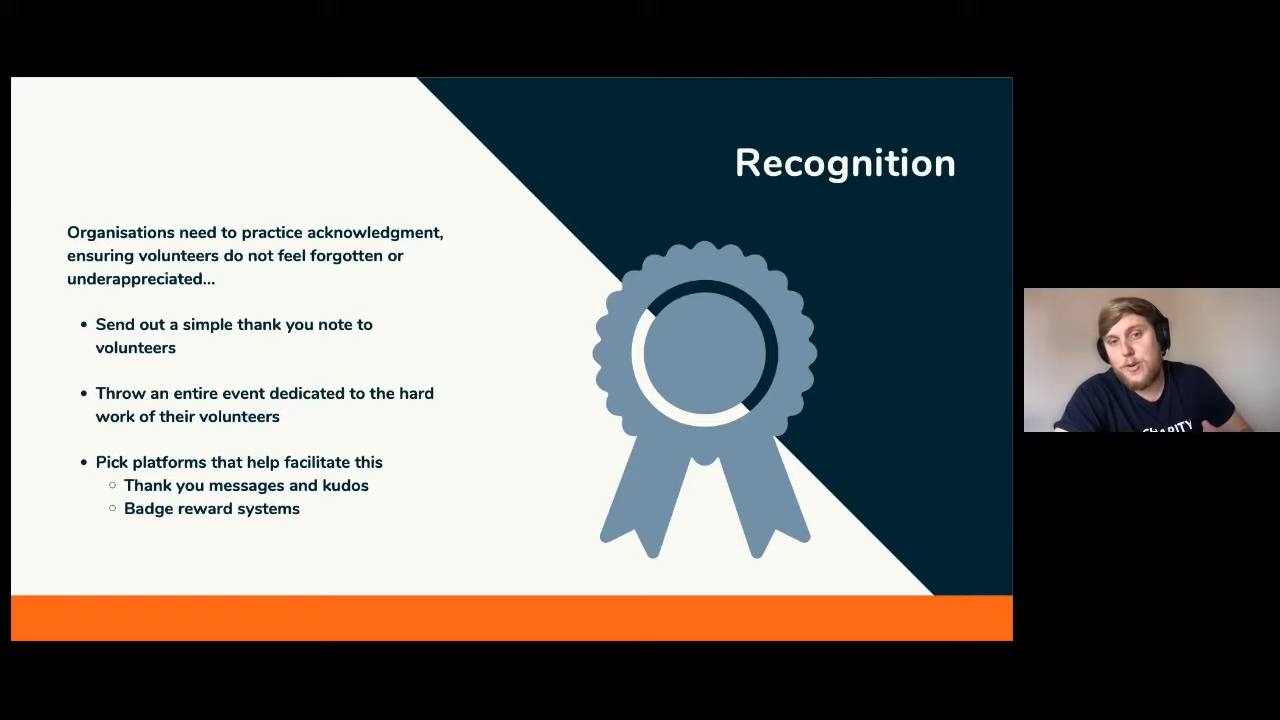 Recognition
Organisations need to practice acknowledgment,
ensuring volunteers do not feel forgotten or
underappreciated...
• Send out a simple thank you note to
volunteers
• Throw an entire event dedicated to the hard
work of their volunteers
• Pick platforms that help facilitate this
○ Thank you messages and kudos
○ Badge reward systems
CHARITY